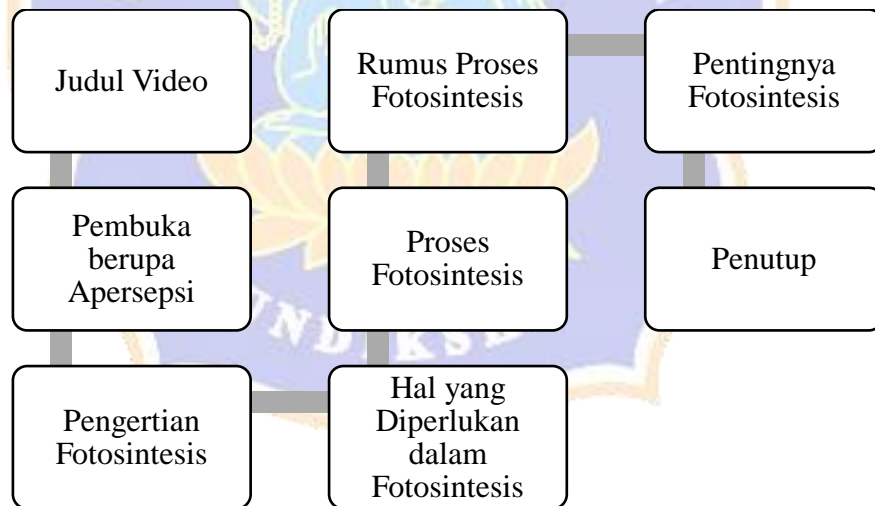 Judul Video
Pembuka
berupa
Apersepsi
Pengertian
Fotosintesis
Hal yang
Diperlukan
dalam
Fotosintesis
Proses
Fotosintesis
Rumus Proses
Fotosintesis
Pentingnya
Fotosintesis
Penutup